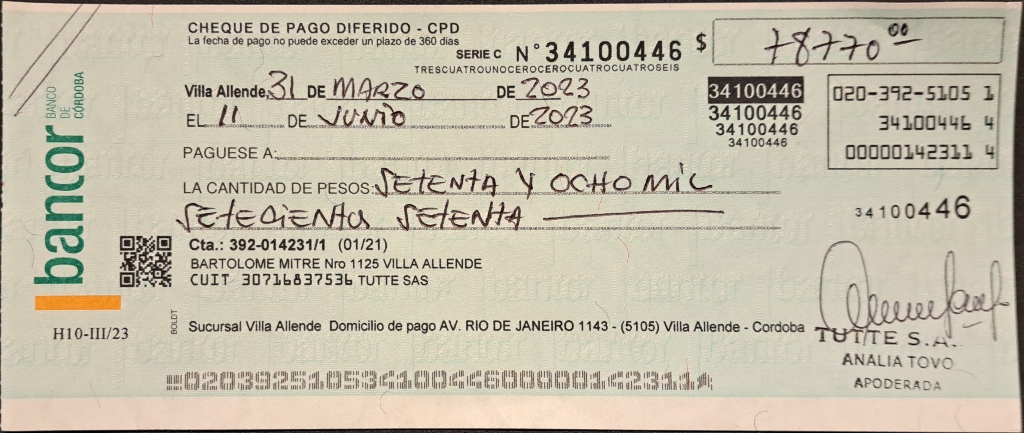 CHEQUE DE PAGO DIFERIDO - CPD
La fecha de pago no puede exceder un plazo de 360 dias
SERIE C N° 34100446 $ 78770 00
TRESCUATROUNOCEROCEROCUATROCUATROSEIS
Villa Allende, 31 DE MARZO DE 2023
EL 11 DE JUNIO DE 2023
34100446
34100446
34100446
34100446
020-392-5105 1
34100446 4
00000142311 4
PAGUESE A:
LA CANTIDAD DE PESOS: SETENTA Y OCHO MIL
SETECIENTOS SETENTA
34100446
bancor
BANCO
DE
CÓRDOBA
Cta.: 392-014231/1 (01/21)
BARTOLOME MITRE Nro 1125 VILLA ALLENDE
CUIT 30716837536 TUTTE SAS
H10-III/23
BOLDT
Sucursal Villa Allende Domicilio de pago AV. RIO DE JANEIRO 1143 - (5105) Villa Allende - Cordoba
TUTTE S.A.
ANALIA TOVO
APODERADA
02039251053410044600000142311